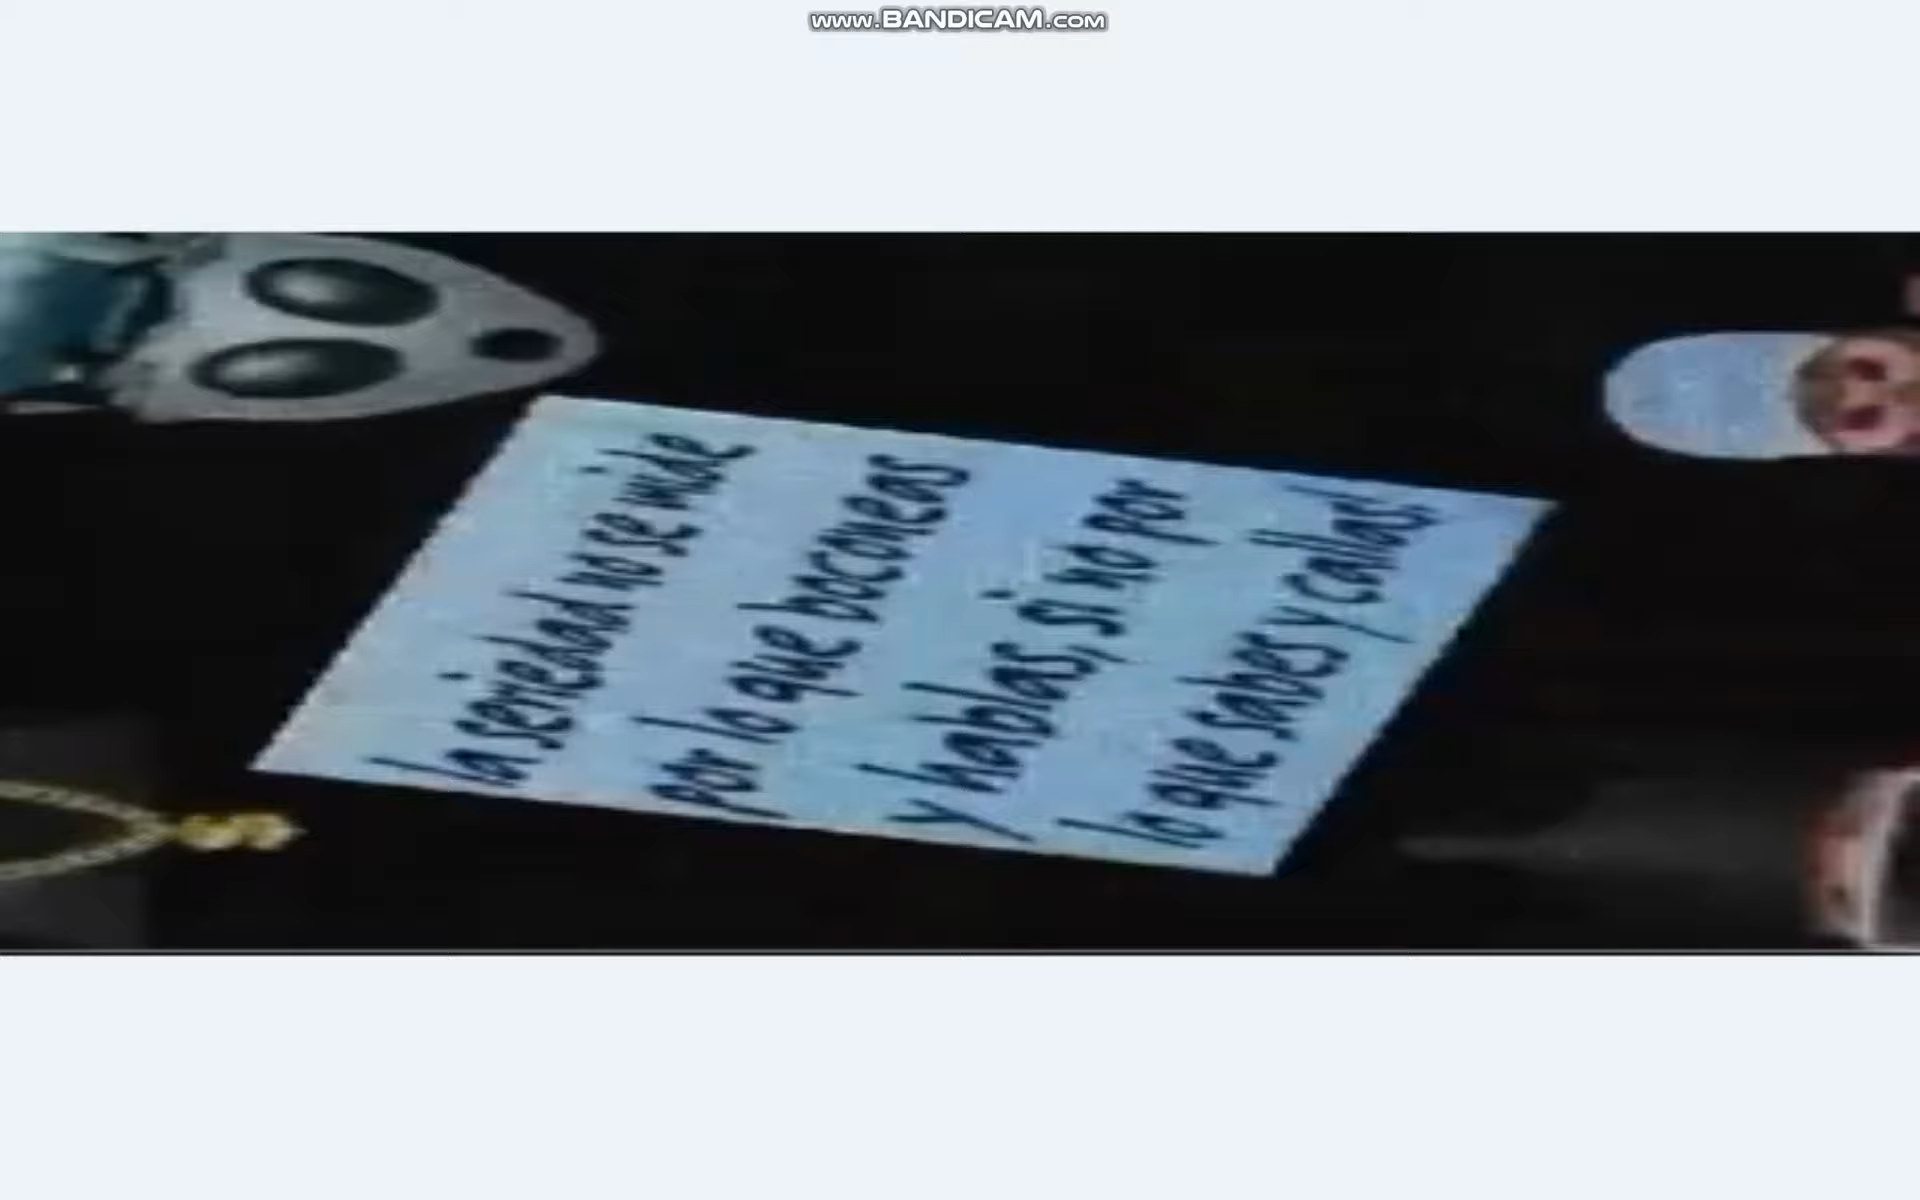 www.BANDICAM.com
la seriedad no se mide
por lo que boconeas
y hablas, si no por
lo que sabes y callas!